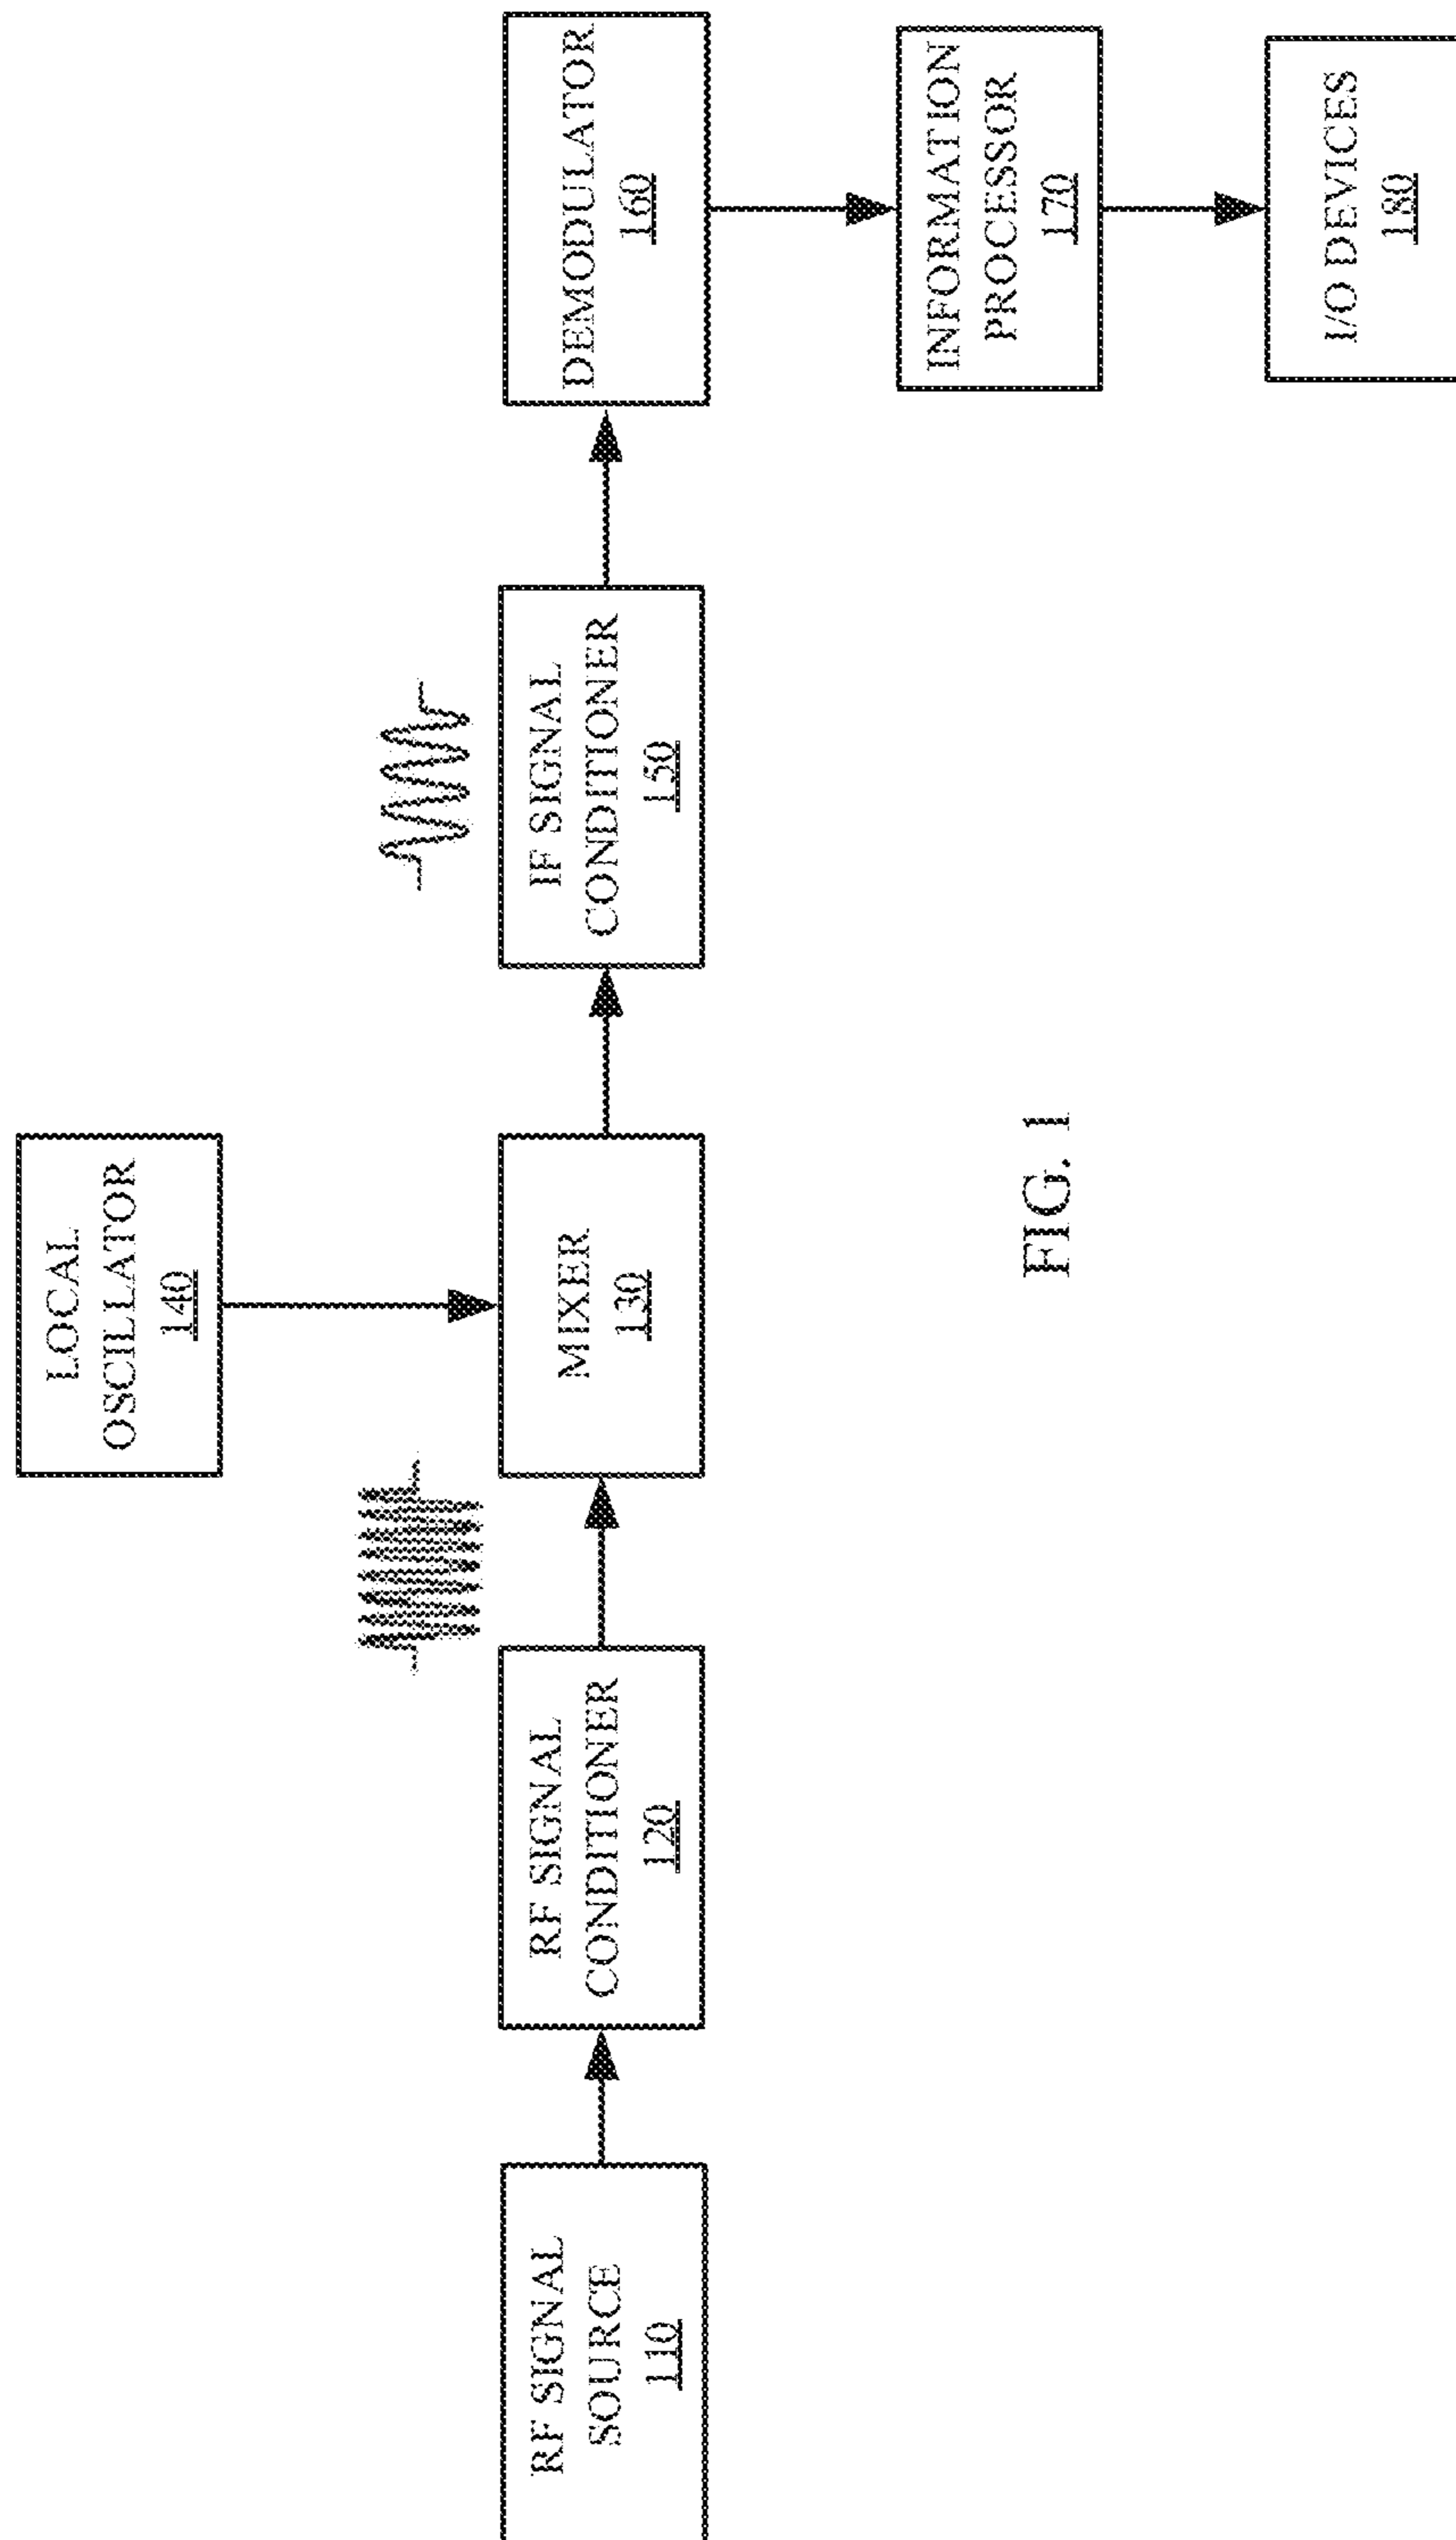 LOCAL
OSCILLATOR
140
RF SIGNAL
SOURCE
110
RF SIGNAL
CONDITIONER
120
MIXER
130
IF SIGNAL
CONDITIONER
150
DEMODULATOR
160
INFORMATION
PROCESSOR
170
I/O DEVICES
180
FIG. 1